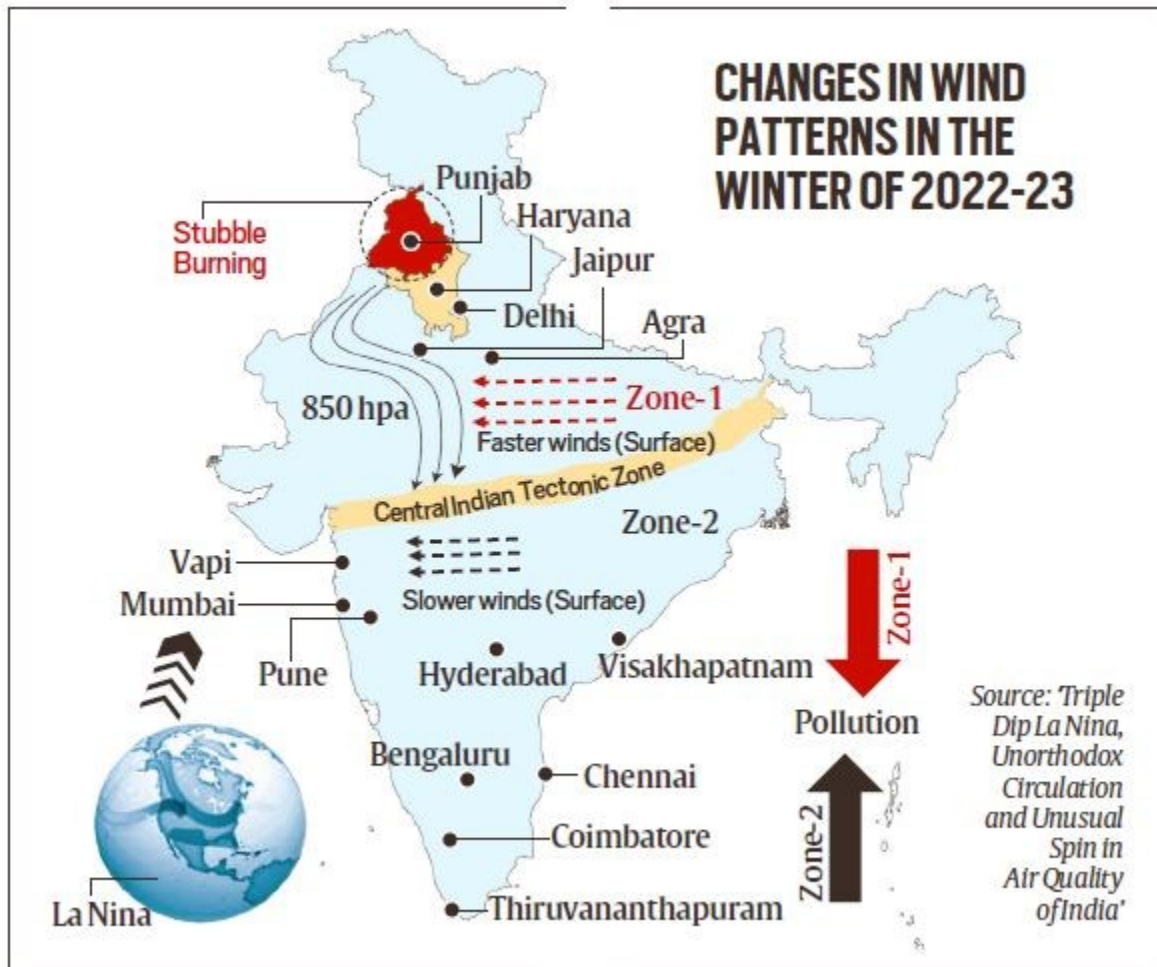 CHANGES IN WIND
PATTERNS IN THE
WINTER OF 2022-23
Punjab
Haryana
Stubble
Burning
Jaipur
Delhi
Agra
850 hpa
Zone-1
Faster winds (Surface)
Central Indian Tectonic Zone
Zone-2
Vapi
Mumbai
Slower winds (Surface)
Pune
Hyderabad
Visakhapatnam
Bengaluru
Chennai
Coimbatore
Thiruvananthapuram
La Nina
Zone-1
Pollution
Zone-2
Source: 'Triple
Dip La Nina,
Unorthodox
Circulation
and Unusual
Spin in
Air Quality
of India'